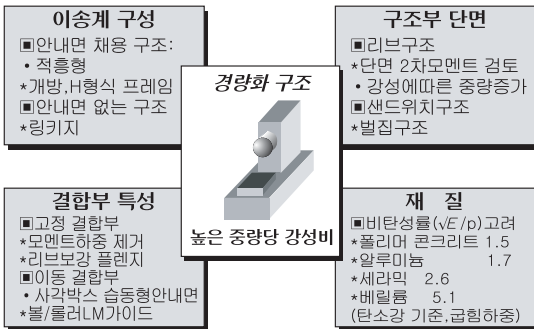 이송계 구성
▣안내면 채용 구조:
• 적층형
*개방,H형식 프레임
▣안내면 없는 구조
*링키지
구조부 단면
▣리브구조
*단면 2차모멘트 검토
• 강성에따른 중량증가
▣샌드위치구조
*벌집구조
경량화 구조
높은 중량당 강성비
결합부 특성
▣고정 결합부
*모멘트하중 제거
*리브보강 플렌지
▣이동 결합부
• 사각박스 습동형안내면
*볼/롤러LM가이드
재 질
▣비탄성률(√E/p)고려
*폴리머 콘크리트 1.5
*알루미늄 1.7
*세라믹 2.6
*베릴륨 5.1
(탄소강 기준,굽힘하중)